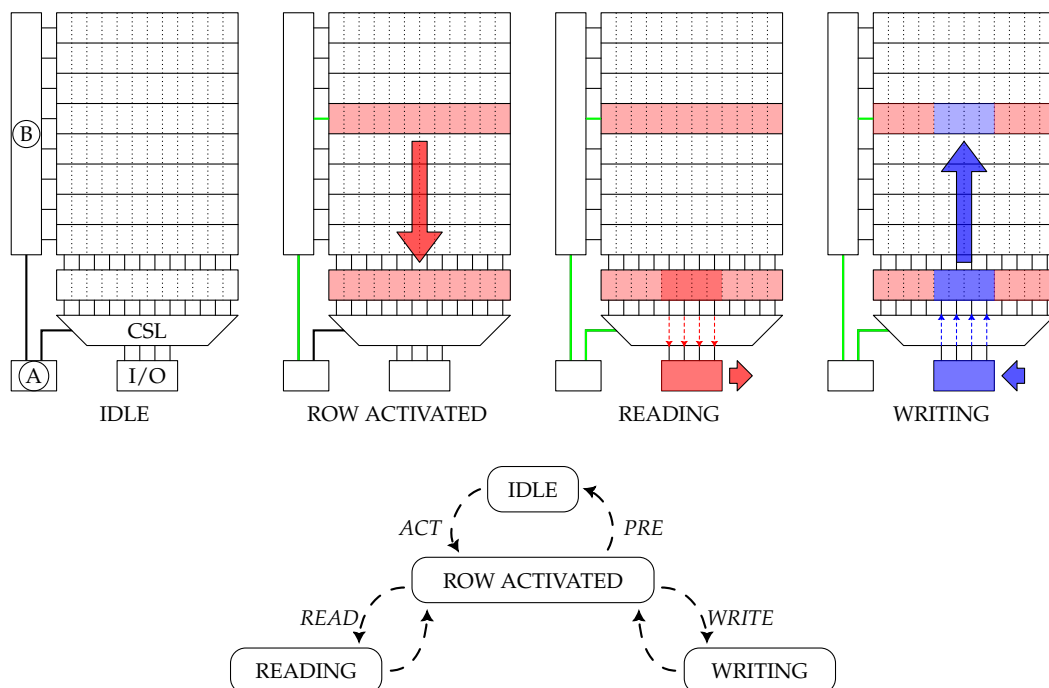 B
CSL
A
I/O
IDLE
ROW ACTIVATED
READING
WRITING
IDLE
ACT
PRE
ROW ACTIVATED
READ
WRITE
READING
WRITING